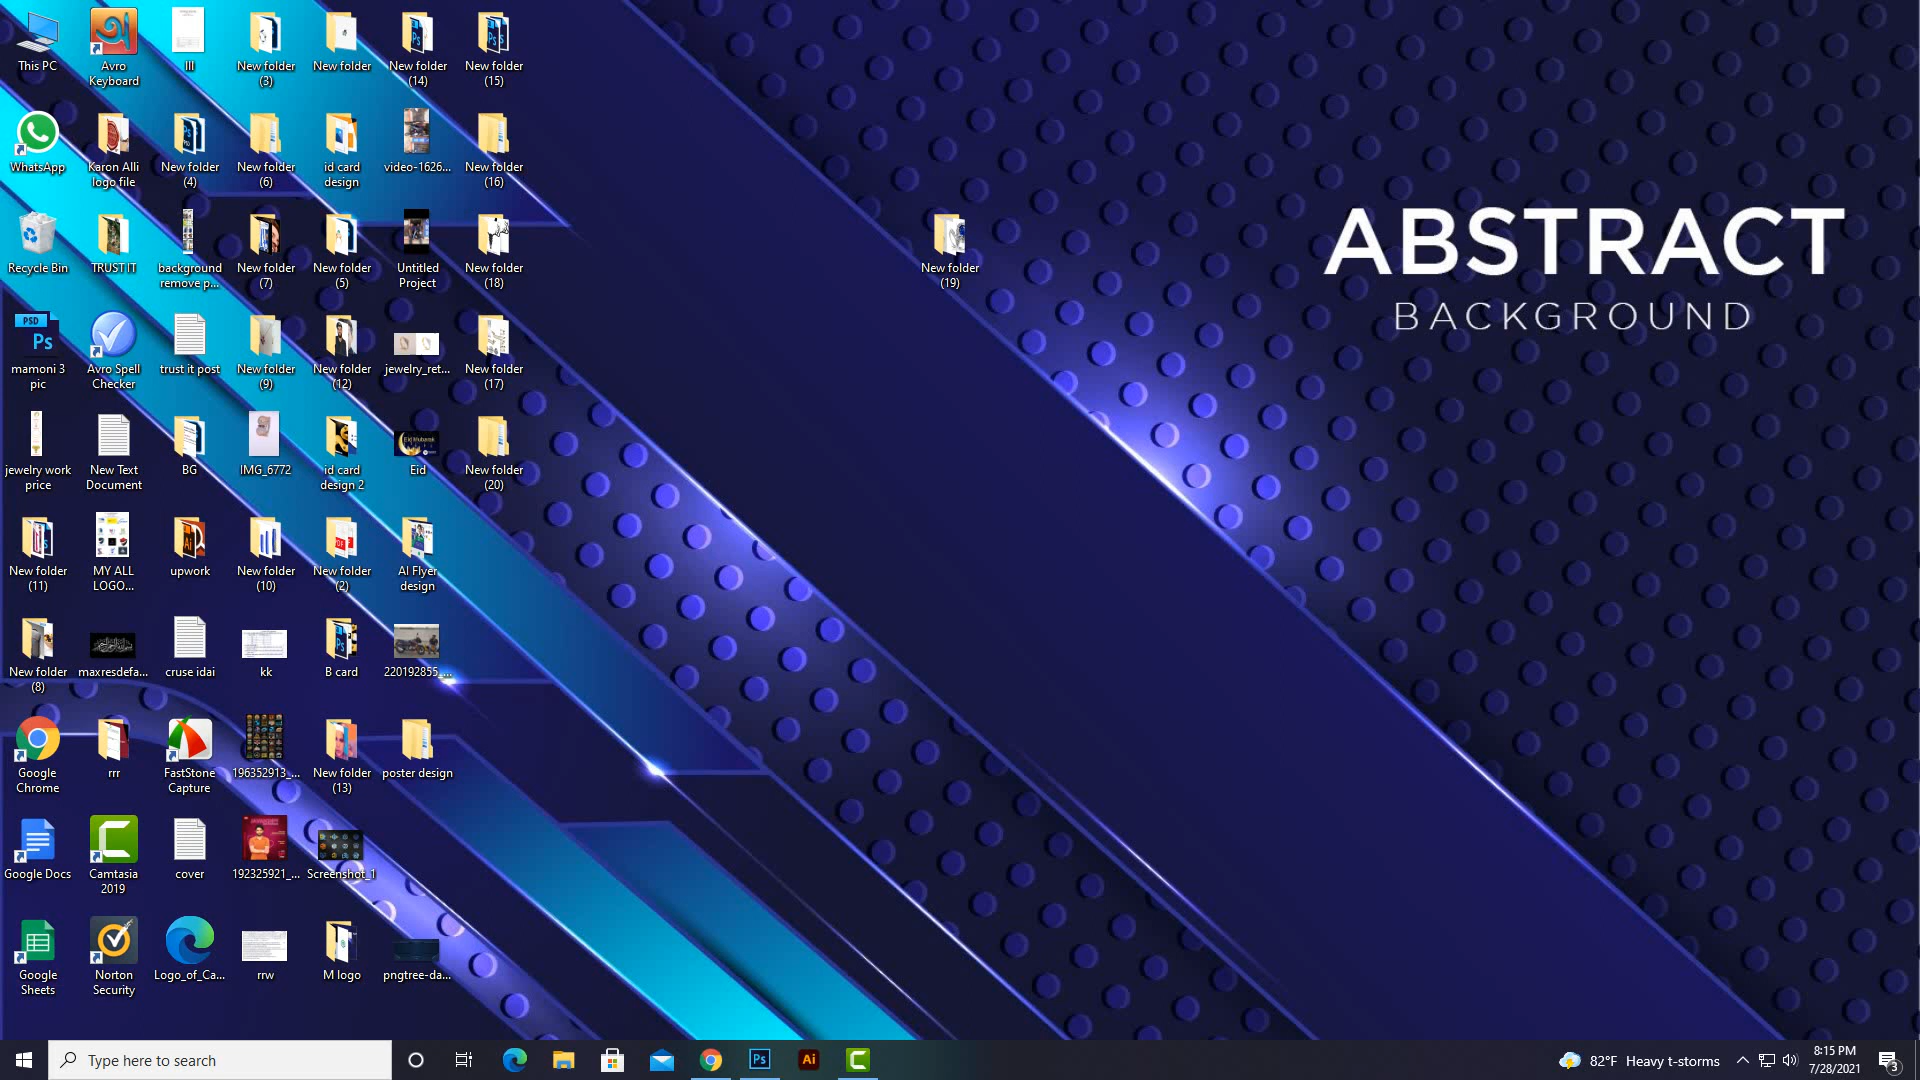 This PC
Avro
Keyboard
lll
New folder
(3)
New folder
New folder
(14)
New folder
(15)
WhatsApp
Karon Alli
logo file
New folder
(4)
New folder
(6)
id card
design
video-1626...
New folder
(16)
Recycle Bin
TRUST IT
background
remove p...
New folder
(7)
New folder
(5)
Untitled
Project
New folder
(18)
New folder
(19)
ABSTRACT
BACKGROUND
PSD
Ps
mamoni 3
pic
Avro Spell
Checker
trust it post
New folder
(9)
New folder
(12)
jewelry_ret...
New folder
(17)
jewelry work
price
New Text
Document
BG
IMG_6772
id card
design 2
Eid Mubarak
Eid
New folder
(20)
New folder
(11)
MY ALL
LOGO...
upwork
New folder
(10)
New folder
(2)
AI Flyer
design
New folder
(8)
maxresdefa...
cruse idai
kk
B card
220192855_...
Google
Chrome
rrr
FastStone
Capture
196352913_...
New folder
(13)
poster design
Google Docs
Camtasia
2019
cover
192325921_...
Screenshot_1
Google
Sheets
Norton
Security
Logo_of_Ca...
rrw
M logo
pngtree-da...
Type here to search
Ps
Ai
82°F Heavy t-storms
8:15 PM
7/28/2021
3